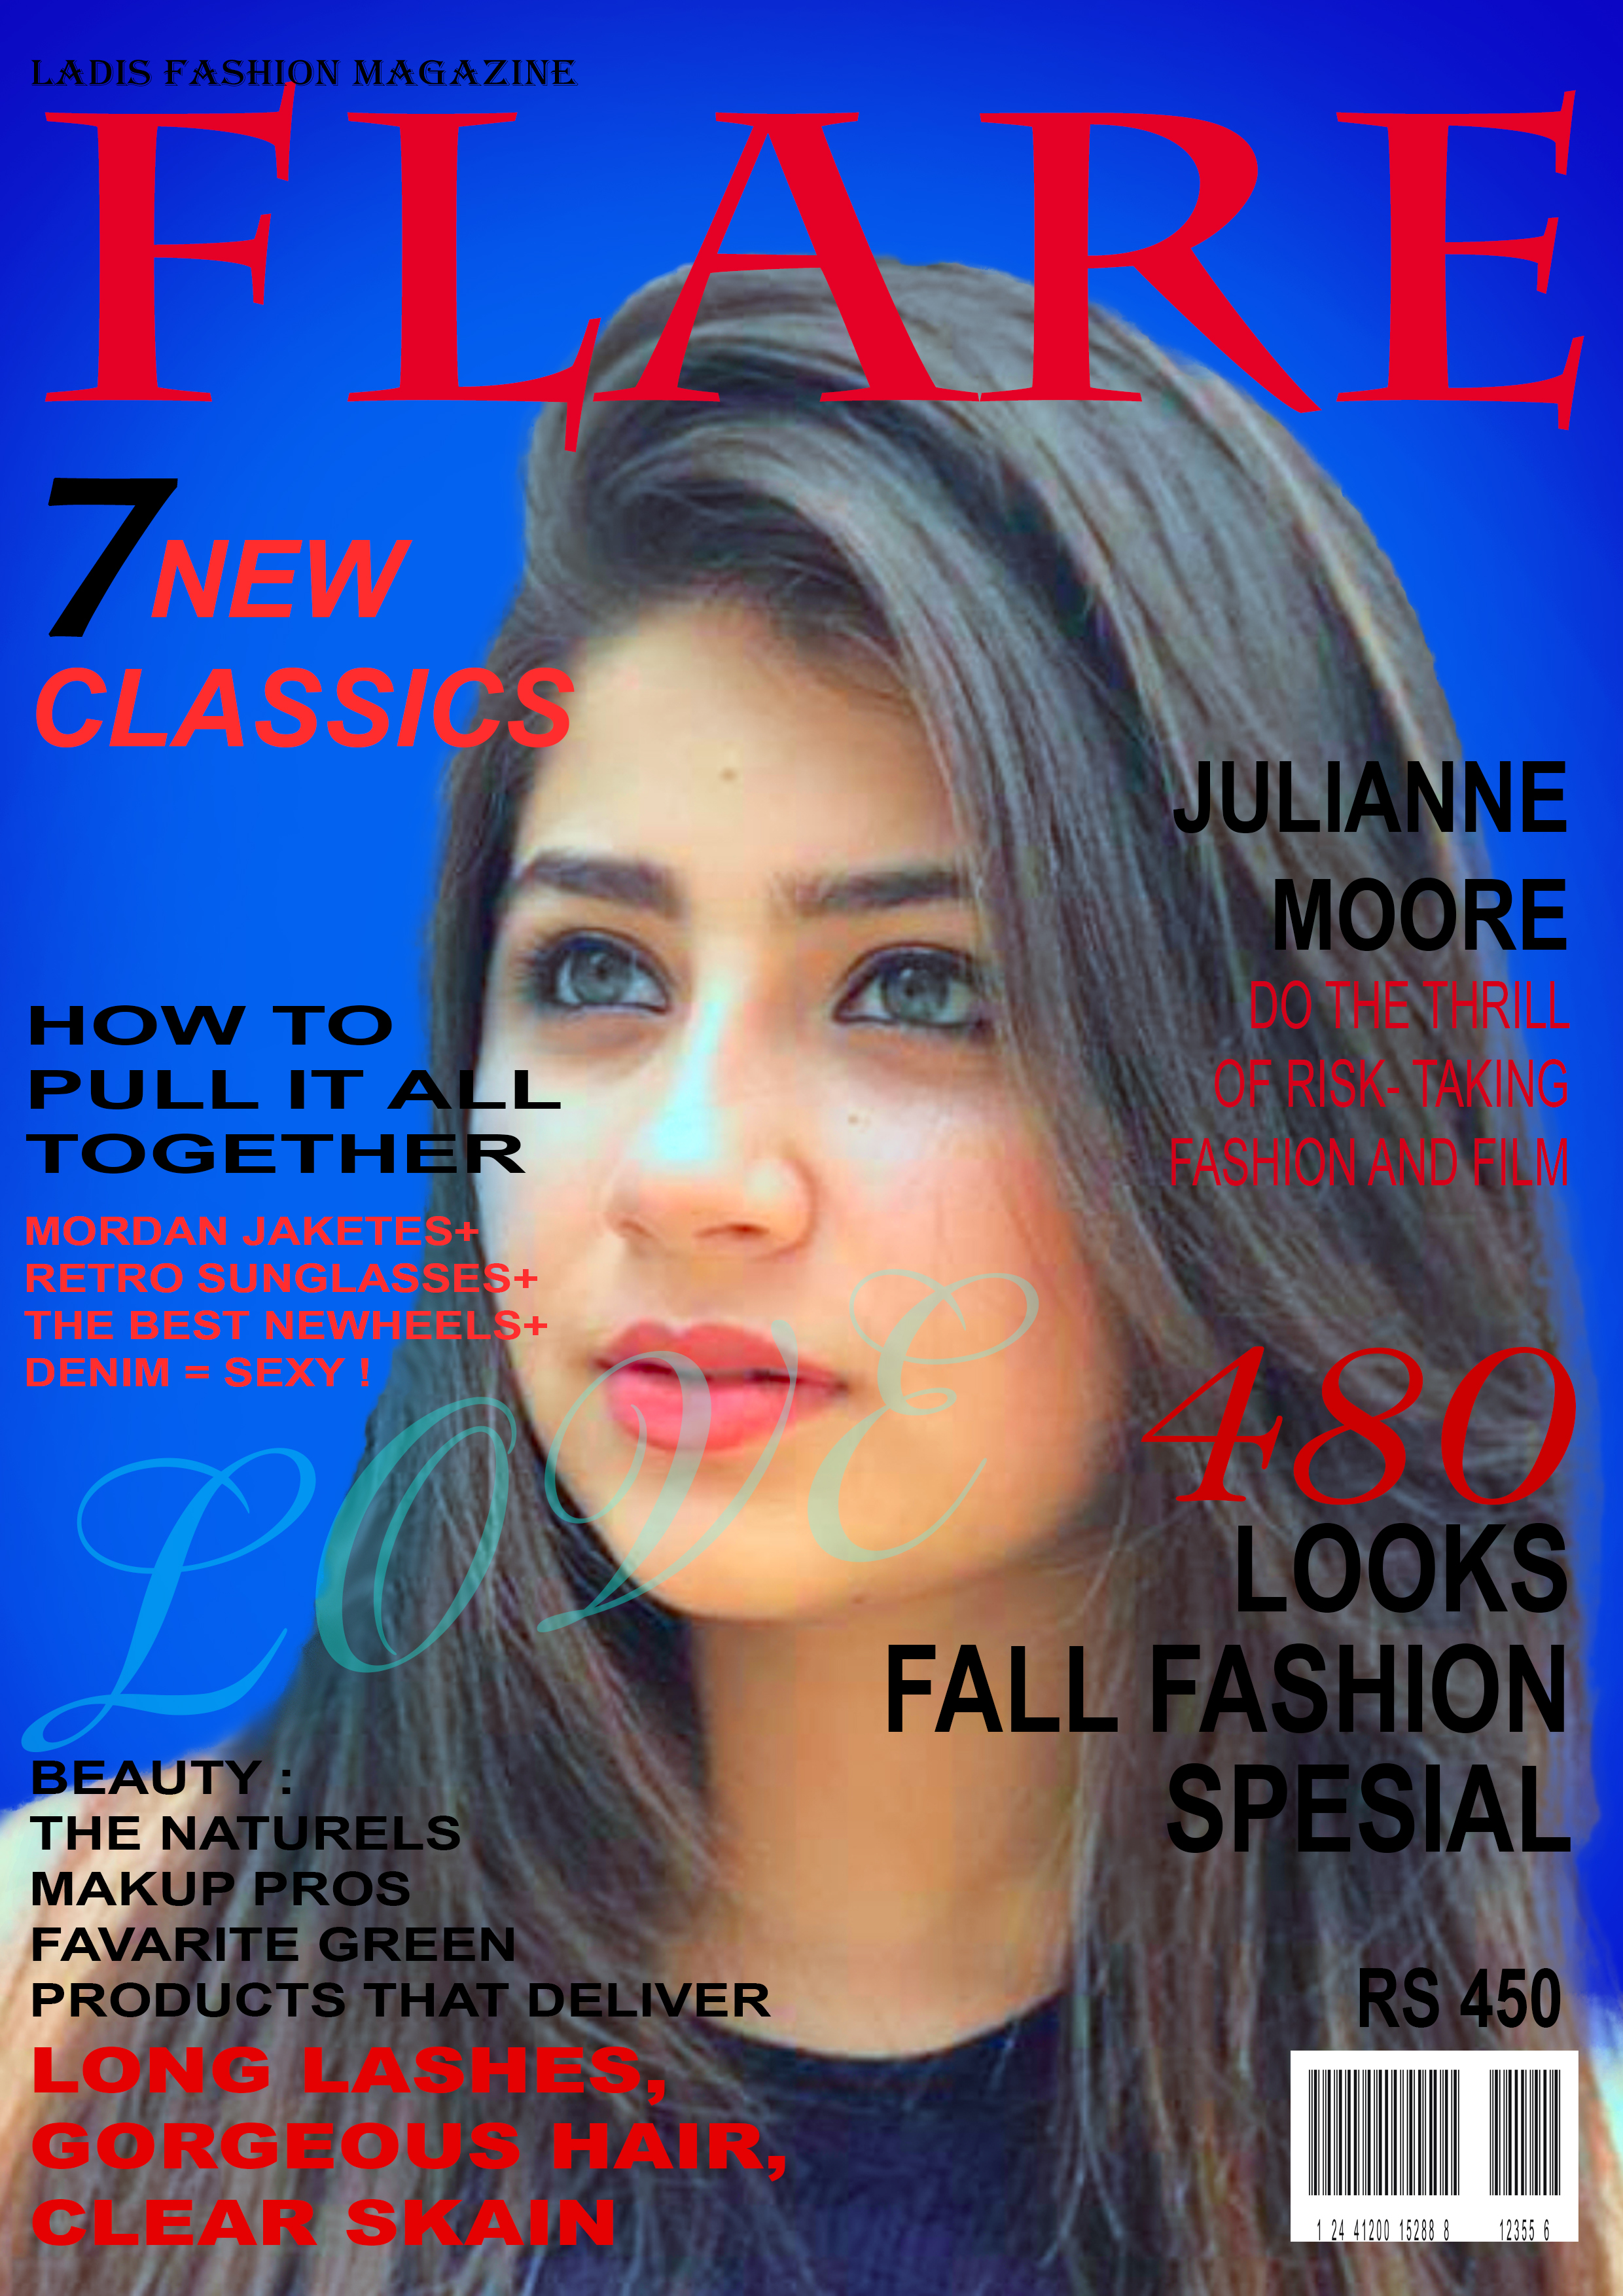 LADIS FASHION MAGAZINE
FLARE
7 NEW
CLASSICS
JULIANNE
MOORE
DO THE THRILL
OF RISK- TAKING
FASHION AND FILM
HOW TO
PULL IT ALL
TOGETHER
MORDAN JAKETES+
RETRO SUNGLASSES+
THE BEST NEWHEELS+
DENIM = SEXY !
LOVE
480
LOOKS
FALL FASHION
SPESIAL
BEAUTY :
THE NATURELS
MAKUP PROS
FAVARITE GREEN
PRODUCTS THAT DELIVER
LONG LASHES,
GORGEOUS HAIR,
CLEAR SKAIN
RS 450
1 24 41200 15288 8 12355 6